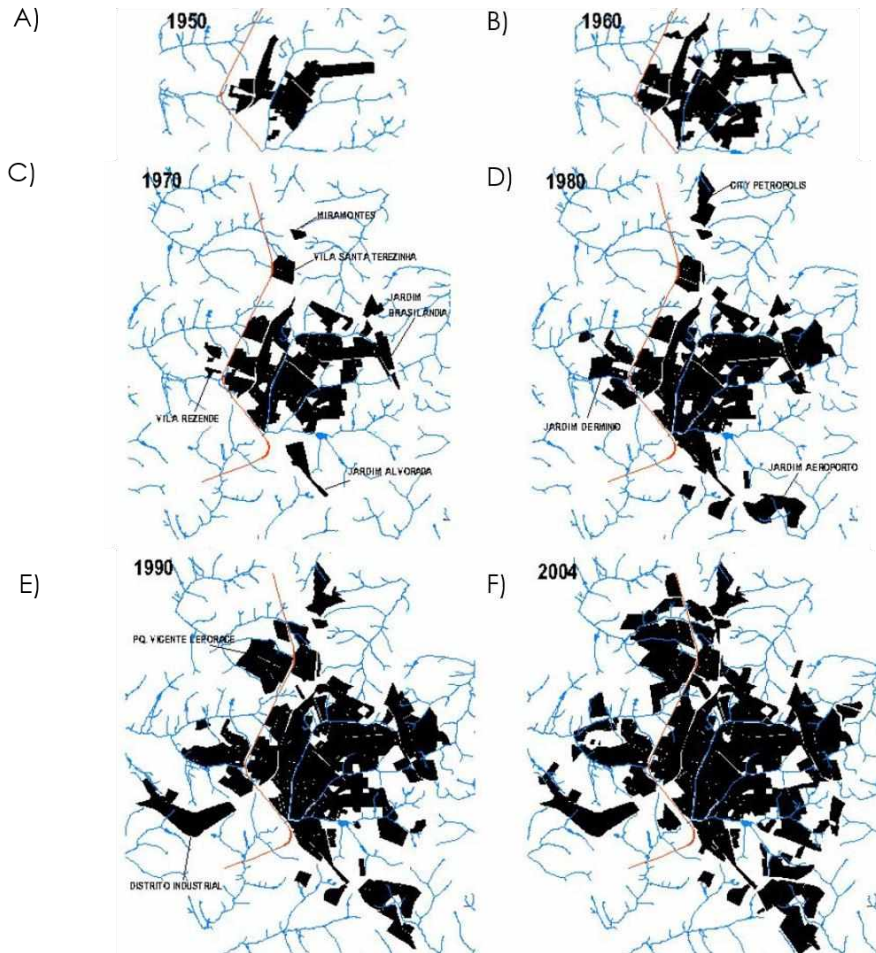 A)
1950
B)
1960
C)
1970
MIRAMONTES
VILA SANTA TEREZINHA
JARDIM
BRASILANDIA
VILA REZENDE
JARDIM ALVORADA
D)
1980
CITY PETROPOLIS
JARDIM DERMINIO
JARDIM AEROPORTO
E)
1990
PQ. VICENTE LEPORACE
DISTRITO INDUSTRIAL
F)
2004